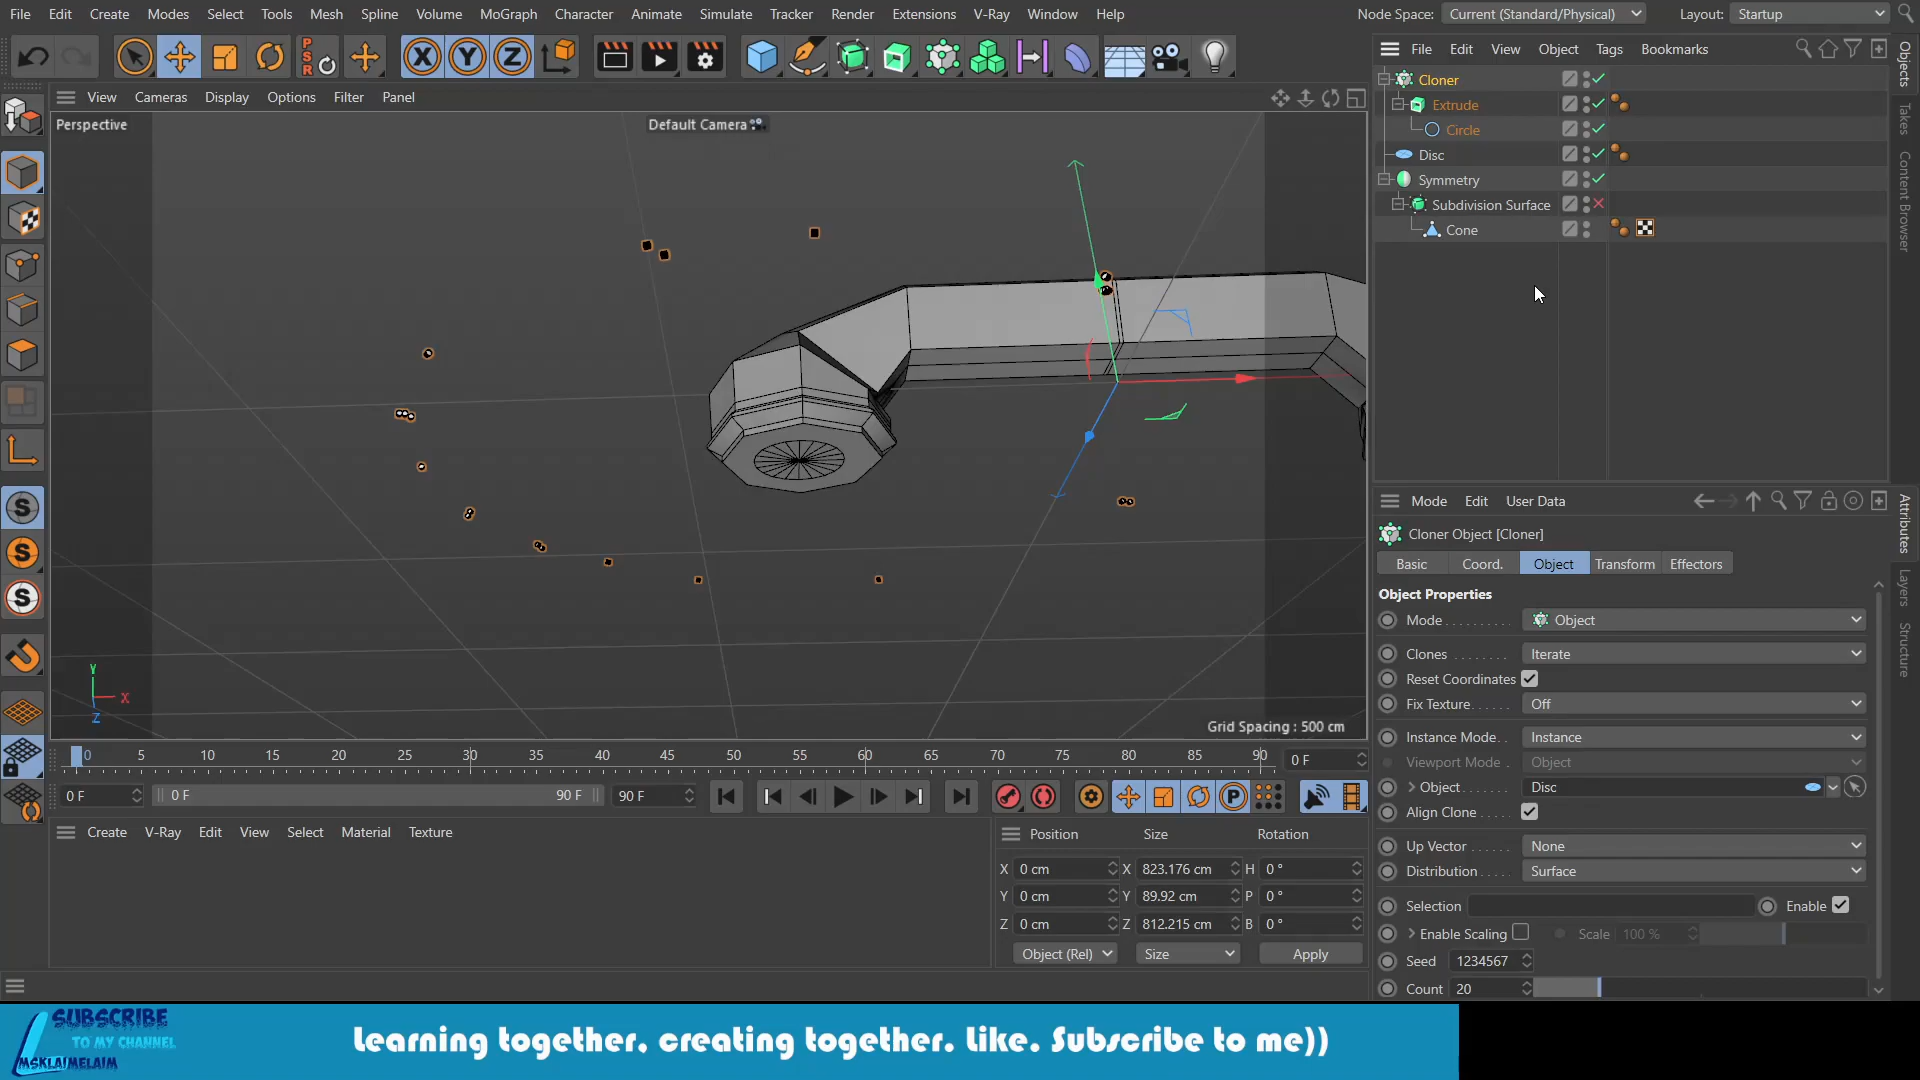 File Edit Create Modes Select Tools Mesh Spline Volume MoGraph Character Animate Simulate Tracker Render Extensions V-Ray Window Help Node Space: Current (Standard/Physical) Layout: Startup
File Edit View Object Tags Bookmarks
P S R 0 X Y Z
View Cameras Display Options Filter Panel
Perspective Default Camera
Cloner
Extrude
Circle
Disc
Symmetry
Subdivision Surface
Cone
Objects
Takes
Content Browser
Attributes
Layers
Structure
Mode Edit User Data
Cloner Object [Cloner]
Basic Coord. Object Transform Effectors
Object Properties
Mode Object
Clones Iterate
Reset Coordinates
Fix Texture Off
Instance Mode Instance
Viewport Mode Object
Object Disc
Align Clone
Up Vector None
Distribution Surface
Selection Enable
Enable Scaling Scale 100 %
Seed 1234567
Count 20
S
S
S
Y
X
Z
Grid Spacing : 500 cm
0 5 10 15 20 25 30 35 40 45 50 55 60 65 70 75 80 85 90 0 F
0 F 0 F 90 F 90 F P
Create V-Ray Edit View Select Material Texture
Position Size Rotation
X 0 cm X 823.176 cm H 0 °
Y 0 cm Y 89.92 cm P 0 °
Z 0 cm Z 812.215 cm B 0 °
Object (Rel) Size Apply
SUBSCRIBE
TO MY CHANNEL
MSKLAIMELAIM
Learning together, creating together. Like. Subscribe to me))